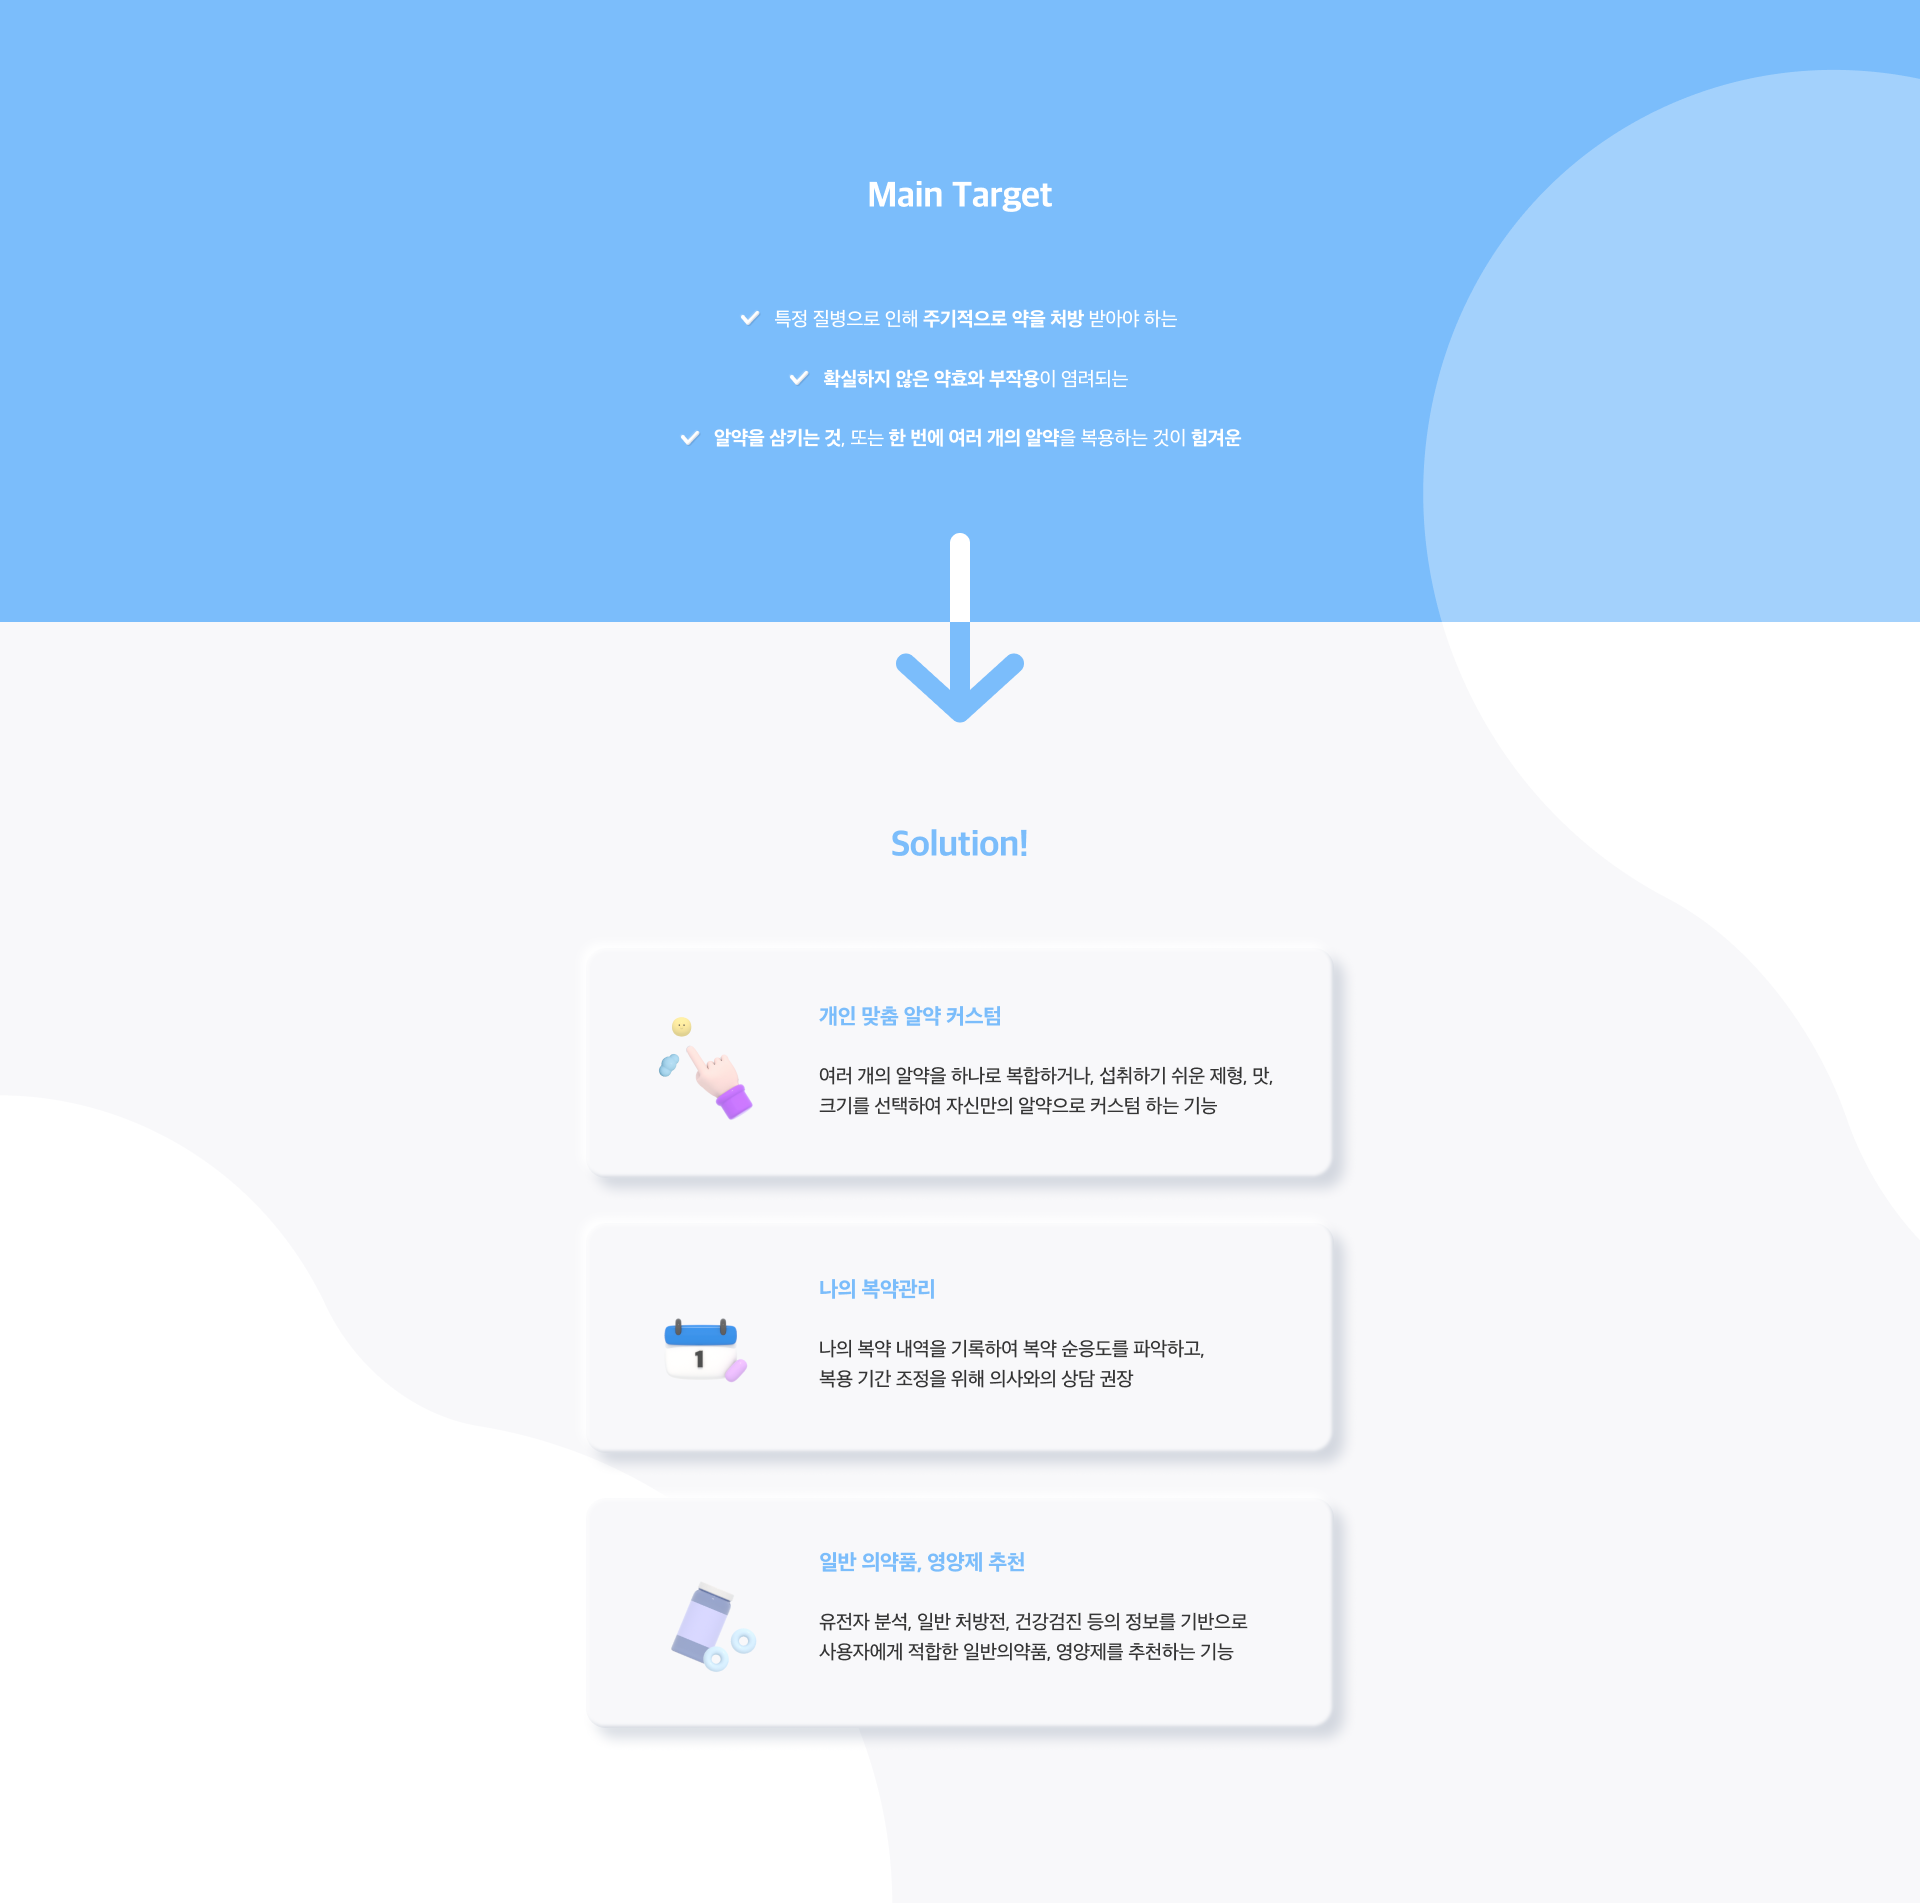 Main Target
특정 질병으로 인해 주기적으로 약을 처방 받아야 하는
확실하지 않은 약효와 부작용이 염려되는
알약을 삼키는 것, 또는 한 번에 여러 개의 알약을 복용하는 것이 힘겨운
Solution!
개인 맞춤 알약 커스텀
여러 개의 알약을 하나로 복합하거나, 섭취하기 쉬운 제형, 맛,
크기를 선택하여 자신만의 알약으로 커스텀 하는 기능
나의 복약관리
1
나의 복약 내역을 기록하여 복약 순응도를 파악하고,
복용 기간 조정을 위해 의사와의 상담 권장
일반 의약품, 영양제 추천
유전자 분석, 일반 처방전, 건강검진 등의 정보를 기반으로
사용자에게 적합한 일반의약품, 영양제를 추천하는 기능